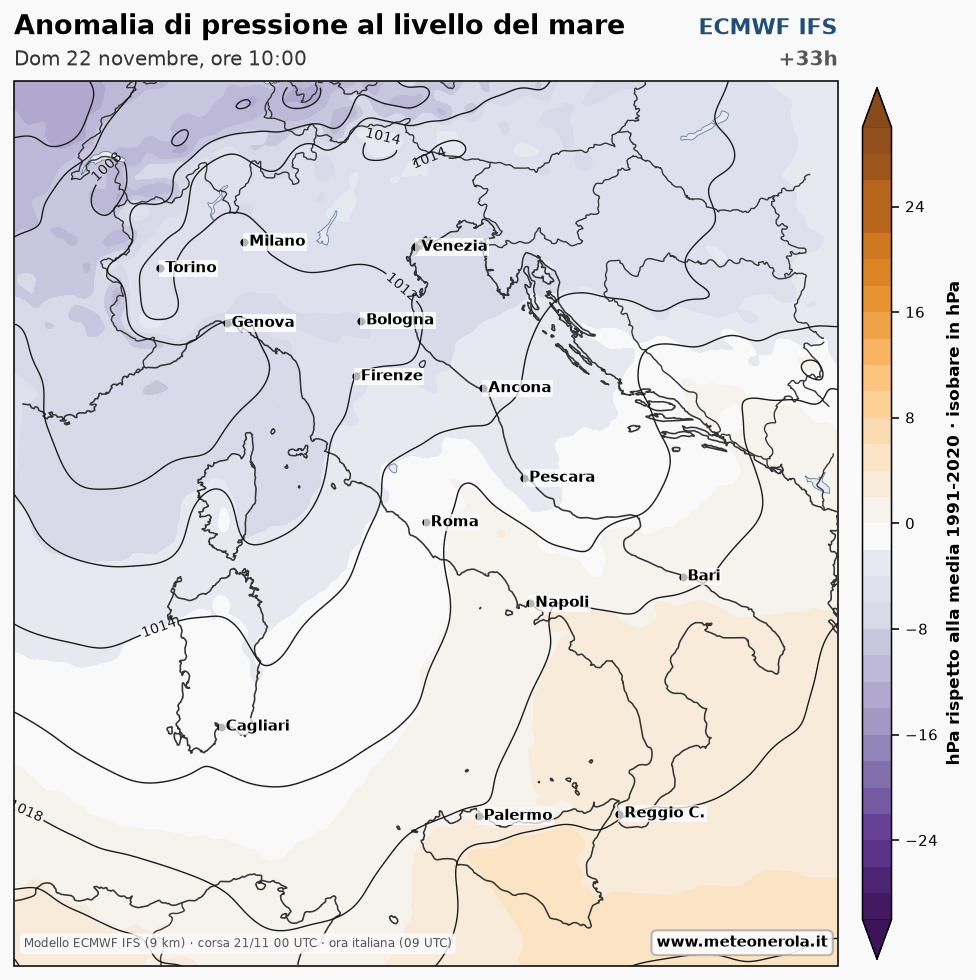 Anomalia di pressione al livello del mare
ECMWF IFS
Dom 22 novembre, ore 10:00
+33h
1014
1014
1008
Milano
Venezia
Torino
1012
Genova
Bologna
Firenze
Ancona
Pescara
Roma
Bari
Napoli
1014
Cagliari
1018
Palermo
Reggio C.
24
16
8
0
−8
−16
−24
hPa rispetto alla media 1991-2020 · isobare in hPa
Modello ECMWF IFS (9 km) · corsa 21/11 00 UTC · ora italiana (09 UTC)
www.meteonerola.it